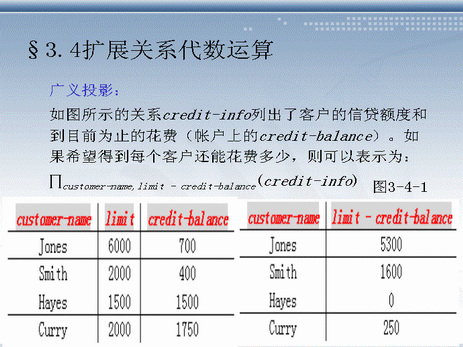 §3.4扩展关系代数运算
广义投影：
如图所示的关系credit-info列出了客户的信贷额度和
到目前为止的花费（帐户上的credit-balance）。如
果希望得到每个客户还能花费多少，则可以表示为：
∏customer-name,limit - credit-balance(credit-info) 图3-4-1
customer-name limit credit-balance
Jones 6000 700
Smith 2000 400
Hayes 1500 1500
Curry 2000 1750
customer-name limit - credit-balance
Jones 5300
Smith 1600
Hayes 0
Curry 250